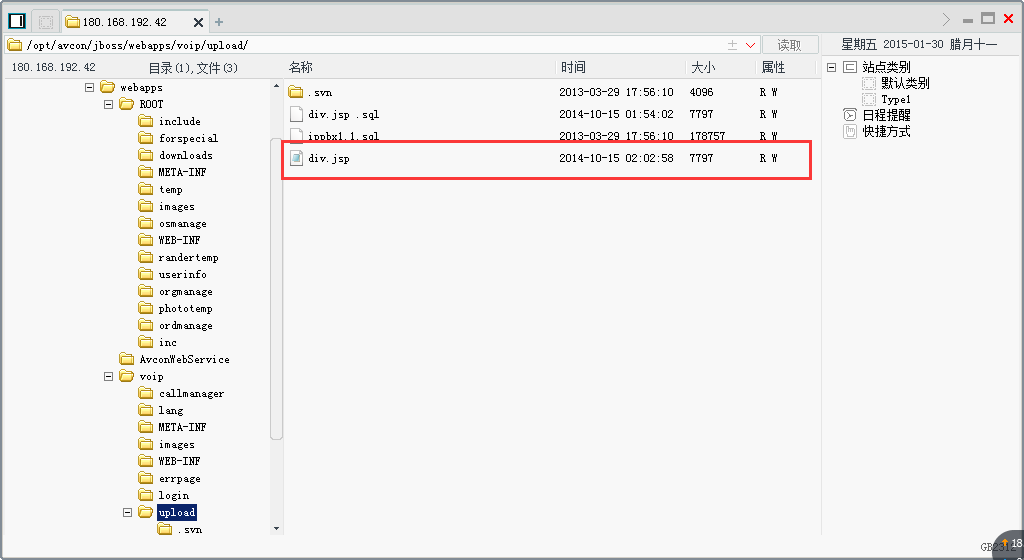 180.168.192.42
/opt/avcon/jboss/webapps/voip/upload/
读取
星期五 2015-01-30 腊月十一
180.168.192.42
目录(1),文件(3)
名称 时间 大小 属性
webapps
ROOT
include
forspecial
downloads
META-INF
temp
images
osmanage
WEB-INF
randertemp
userinfo
orgmanage
phototemp
ordmanage
inc
AvconWebService
voip
callmanager
lang
META-INF
images
WEB-INF
errpage
login
upload
.svn
.svn 2013-03-29 17:56:10 4096 R W
div.jsp .sql 2014-10-15 01:54:02 7797 R W
ippbx1.1.sql 2013-03-29 17:56:10 178757 R W
div.jsp 2014-10-15 02:02:58 7797 R W
站点类别
默认类别
Type1
日程提醒
快捷方式
GB2312
18